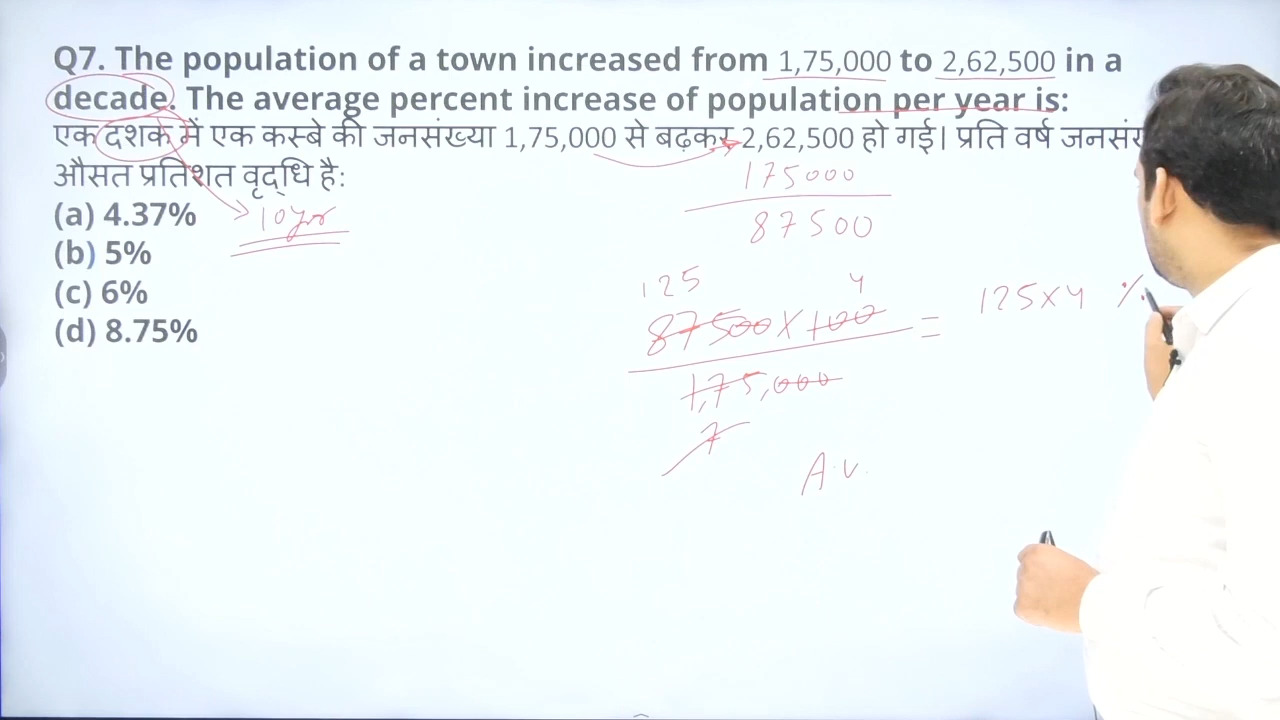 Q7. The population of a town increased from 1,75,000 to 2,62,500 in a
decade. The average percent increase of population per year is:
एक दशक में एक कस्बे की जनसंख्या 1,75,000 से बढ़कर 2,62,500 हो गई। प्रति वर्ष जनसं
औसत प्रतिशत वृद्धि है:
175000
87500
(a) 4.37%
10 yr
(b) 5%
(c) 6%
(d) 8.75%
125 4
87500 X 100 = 125 X 4 %
1,75,000
7
A.V.